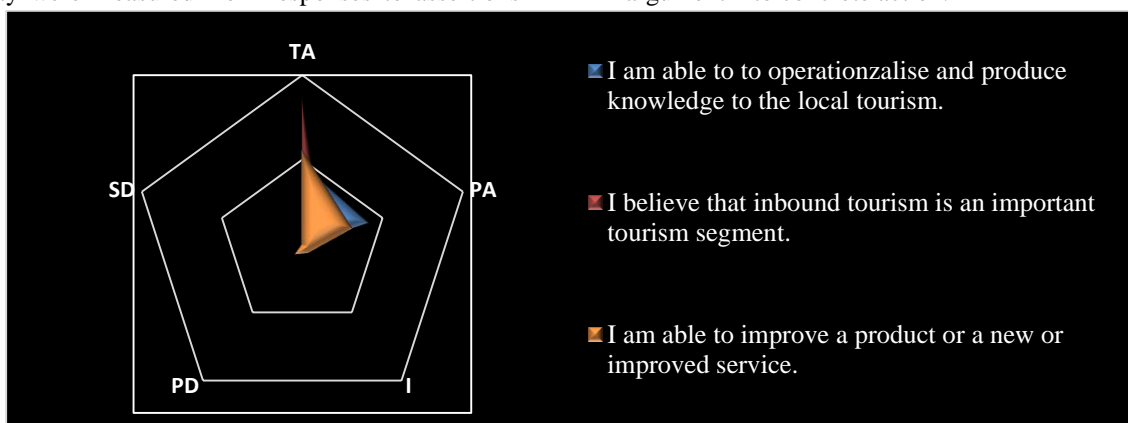 TA
SD
PA
PD
I
I am able to to operationzalise and produce
knowledge to the local tourism.
I believe that inbound tourism is an important
tourism segment.
I am able to improve a product or a new or
improved service.